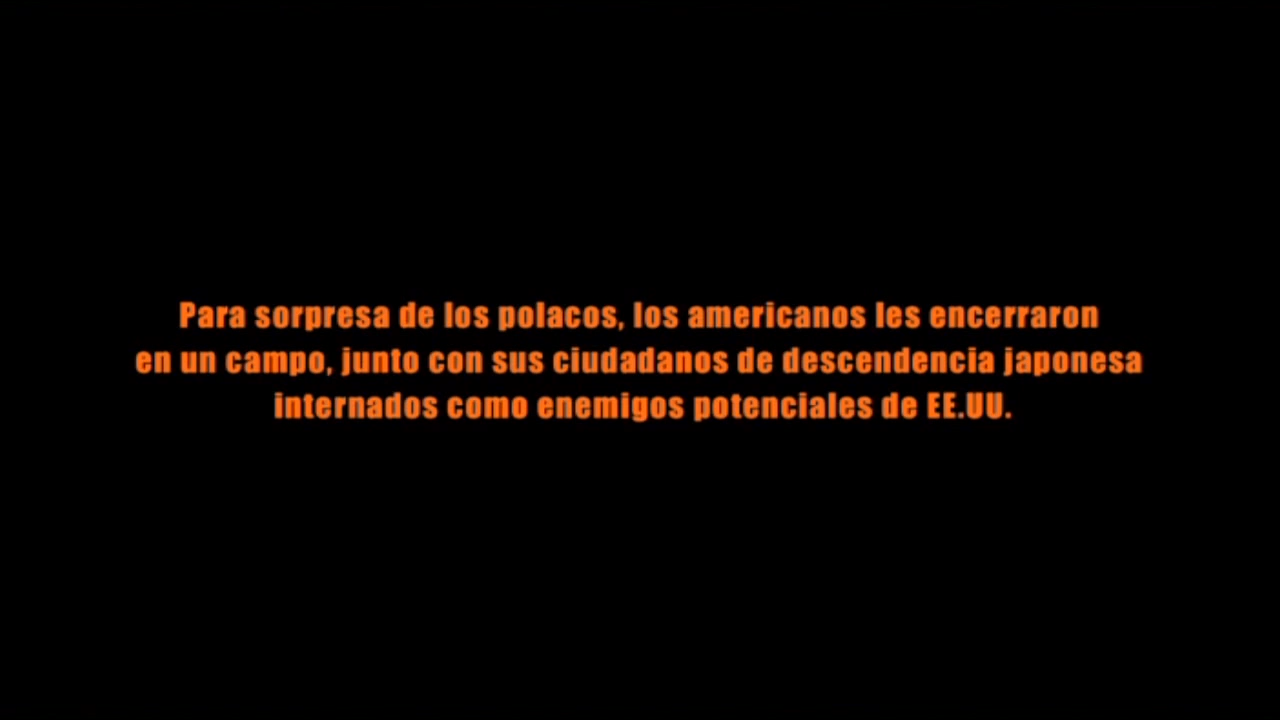 Para sorpresa de los polacos, los americanos les encerraron
en un campo, junto con sus ciudadanos de descendencia japonesa
internados como enemigos potenciales de EE.UU.